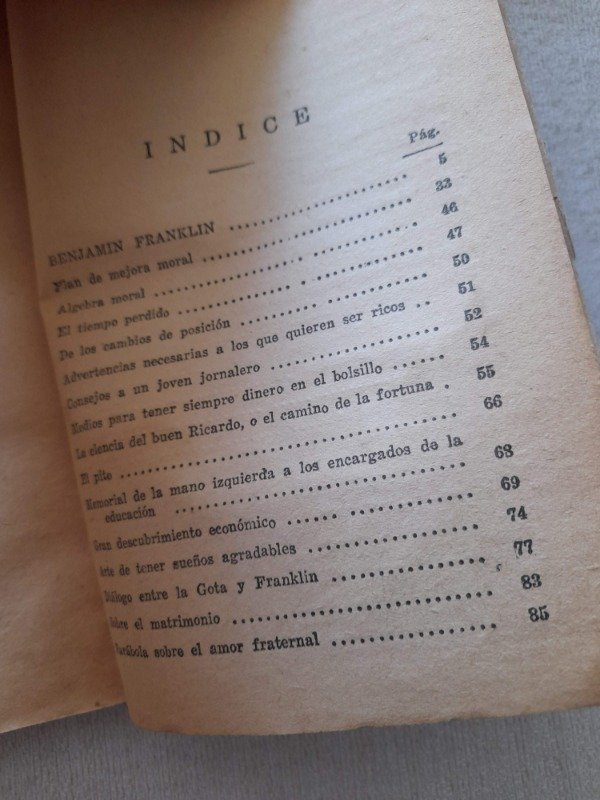 INDICE
Pág.
BENJAMIN FRANKLIN .................... 5
Plan de mejora moral .................... 23
Algebra moral .................... 46
El tiempo perdido .................... 47
De los cambios de posición .................... 50
Advertencias necesarias a los que quieren ser ricos .. 51
Consejos a un joven jornalero .................... 52
Medios para tener siempre dinero en el bolsillo ...... 54
La ciencia del buen Ricardo, o el camino de la fortuna . 55
El pito .................... 66
Memorial de la mano izquierda a los encargados de la
educación .................... 68
Gran descubrimiento económico .................... 69
Arte de tener sueños agradables .................... 74
Diálogo entre la Gota y Franklin .................... 77
Sobre el matrimonio .................... 83
Parábola sobre el amor fraternal .................... 85